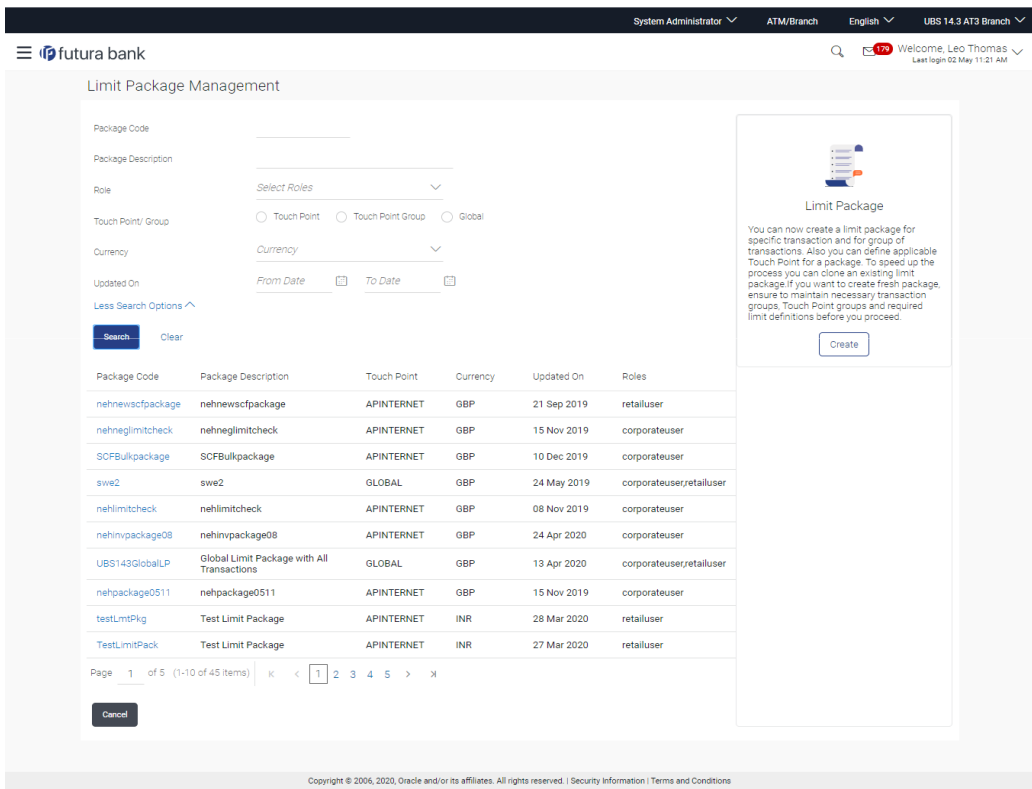 System Administrator ATM/Branch English UBS 14.3 AT3 Branch
futura bank 179 Welcome, Leo Thomas
Last login 02 May 11:21 AM
Limit Package Management
Package Code
Package Description
Role Select Roles
Touch Point/ Group Touch Point Touch Point Group Global
Currency Currency
Updated On From Date To Date
Less Search Options
Search Clear
Limit Package
You can now create a limit package for
specific transaction and for group of
transactions. Also you can define applicable
Touch Point for a package. To speed up the
process you can clone an existing limit
package.If you want to create fresh package,
ensure to maintain necessary transaction
groups, Touch Point groups and required
limit definitions before you proceed.
Create
Package Code Package Description Touch Point Currency Updated On Roles
nehnewscfpackage nehnewscfpackage APINTERNET GBP 21 Sep 2019 retailuser
nehneglimitcheck nehneglimitcheck APINTERNET GBP 15 Nov 2019 corporateuser
SCFBulkpackage SCFBulkpackage APINTERNET GBP 10 Dec 2019 corporateuser
swe2 swe2 GLOBAL GBP 24 May 2019 corporateuser,retailuser
nehlimitcheck nehlimitcheck APINTERNET GBP 08 Nov 2019 corporateuser
nehinvpackage08 nehinvpackage08 APINTERNET GBP 24 Apr 2020 corporateuser
UBS143GlobalLP Global Limit Package with All Transactions GLOBAL GBP 13 Apr 2020 corporateuser,retailuser
nehpackage0511 nehpackage0511 APINTERNET GBP 15 Nov 2019 corporateuser
testLmtPkg Test Limit Package APINTERNET INR 28 Mar 2020 retailuser
TestLimitPack Test Limit Package APINTERNET INR 27 Mar 2020 retailuser
Page 1 of 5 (1-10 of 45 items) 1 2 3 4 5
Cancel
Copyright © 2006, 2020, Oracle and/or its affiliates. All rights reserved. | Security Information | Terms and Conditions